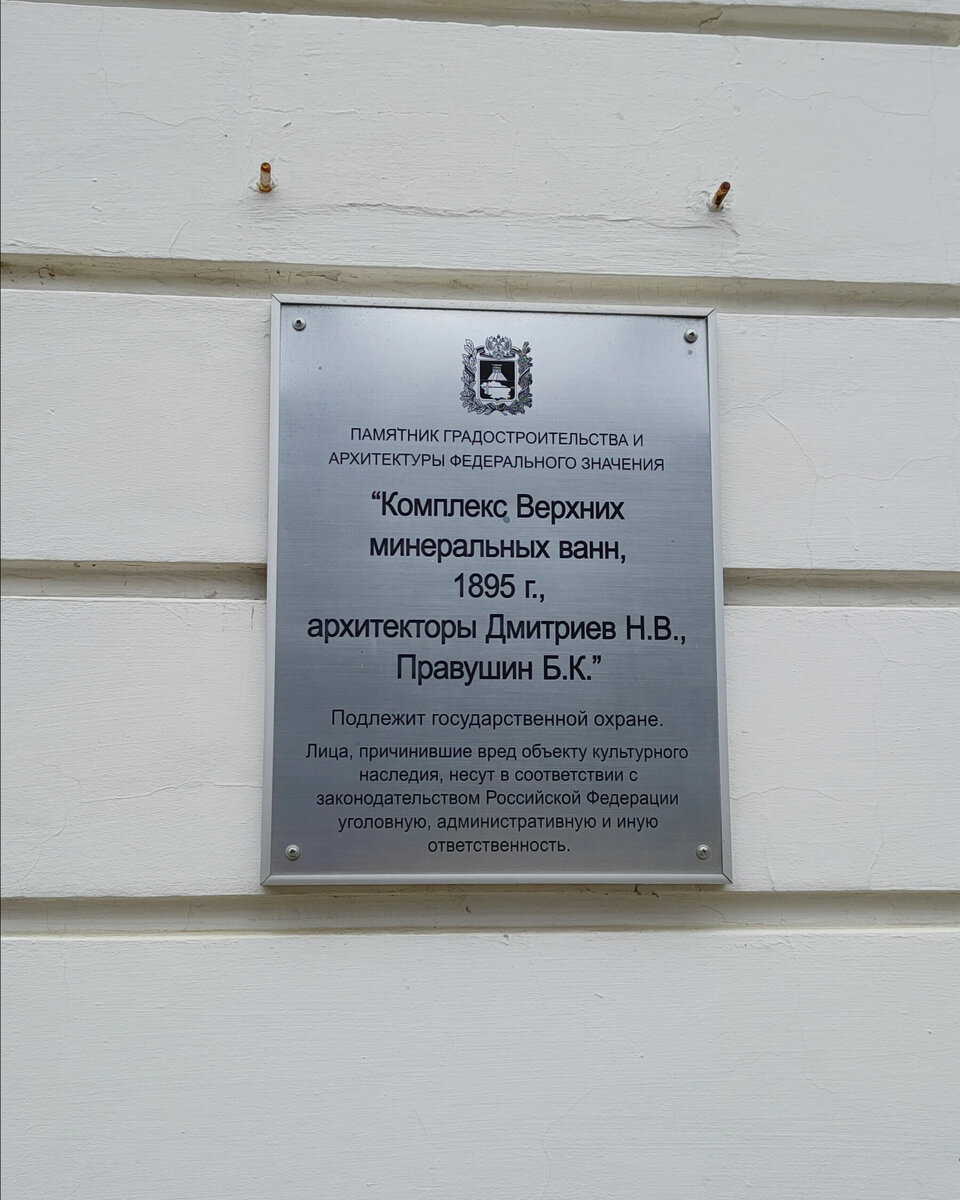 ПАМЯТНИК ГРАДОСТРОИТЕЛЬСТВА И
АРХИТЕКТУРЫ ФЕДЕРАЛЬНОГО ЗНАЧЕНИЯ
“Комплекс Верхних
минеральных ванн,
1895 г.,
архитекторы Дмитриев Н.В.,
Правушин Б.К.”
Подлежит государственной охране.
Лица, причинившие вред объекту культурного
наследия, несут в соответствии с
законодательством Российской Федерации
уголовную, административную и иную
ответственность.